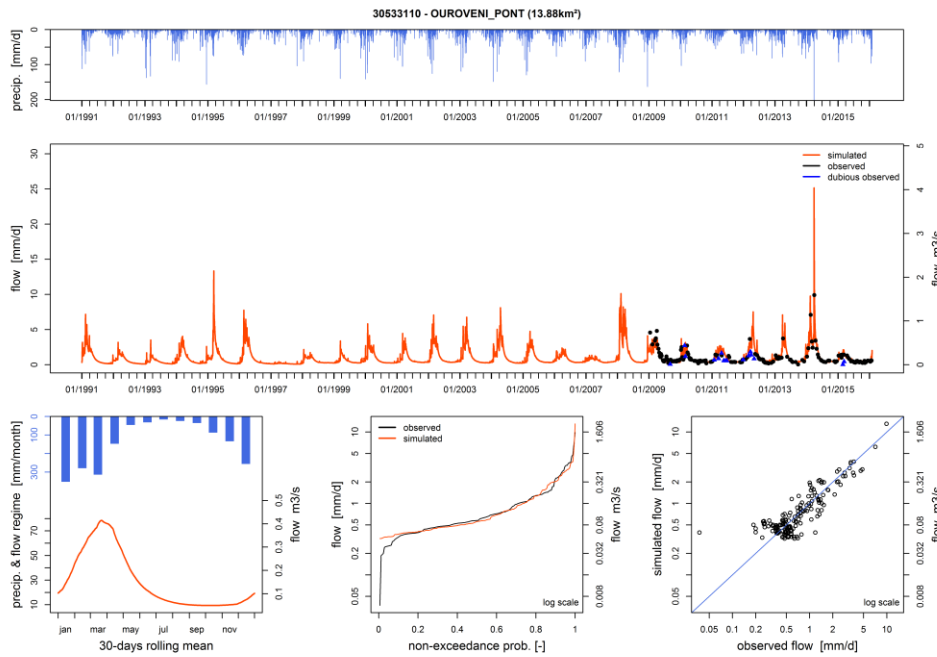 30533110 - OUROVENI_PONT (13.88km²)
precip. [mm/d]
0
100
200
01/1991 01/1993 01/1995 01/1997 01/1999 01/2001 01/2003 01/2005 01/2007 01/2009 01/2011 01/2013 01/2015
flow [mm/d]
30
25
20
15
10
5
0
simulated
observed
dubious observed
5
4
3
2
1
0
flow m3/s
01/1991 01/1993 01/1995 01/1997 01/1999 01/2001 01/2003 01/2005 01/2007 01/2009 01/2011 01/2013 01/2015
precip. & flow regime [mm/month]
0
100
300
70
50
30
10
0.5
0.4
0.3
0.2
0.1
flow m3/s
jan mar may jul sep nov
30-days rolling mean
flow [mm/d]
10
5
2
1
0.5
0.2
0.05
observed
simulated
1.606
0.321
0.08
0.032
0.008
flow m3/s
log scale
0 0.2 0.4 0.6 0.8 1
non-exceedance prob. [-]
simulated flow [mm/d]
10
5
2
1
0.5
0.2
0.05
1.606
0.321
0.08
0.032
0.008
flow m3/s
log scale
0.05 0.1 0.2 0.5 1 2 5 10
observed flow [mm/d]